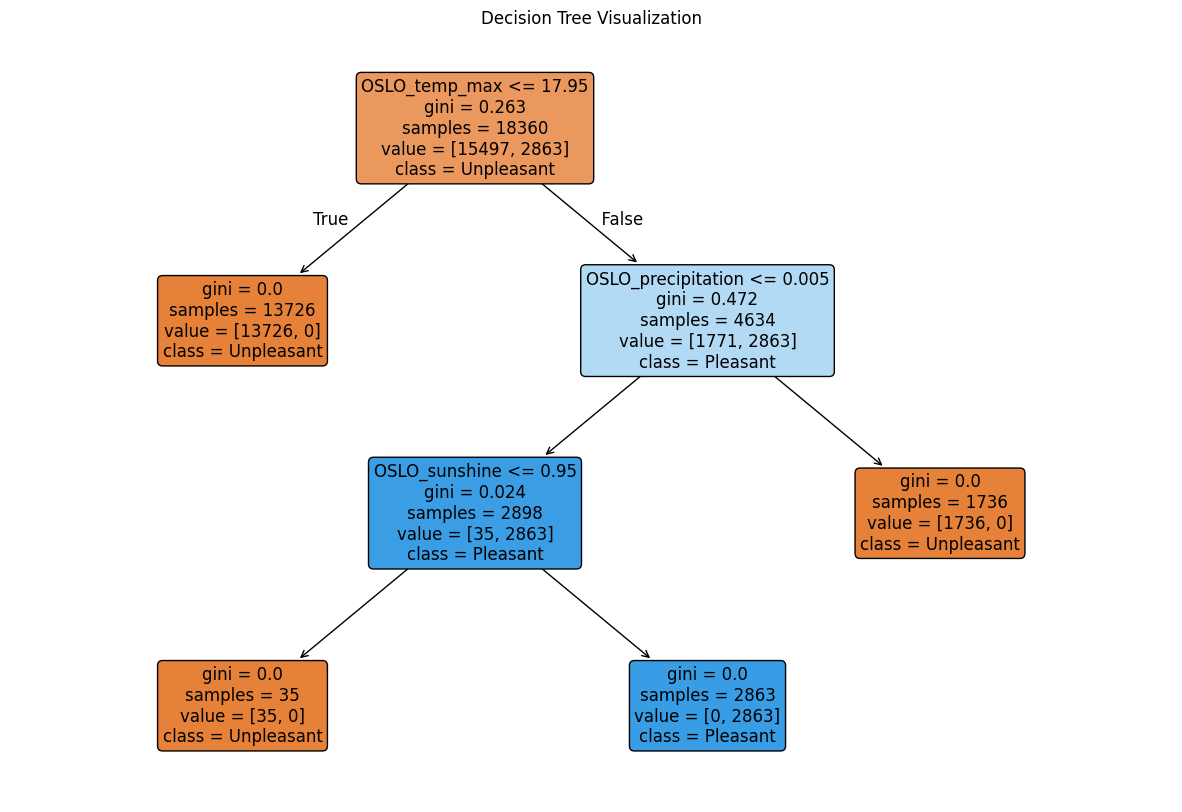 Decision Tree Visualization
OSLO_temp_max <= 17.95
gini = 0.263
samples = 18360
value = [15497, 2863]
class = Unpleasant
True
False
gini = 0.0
samples = 13726
value = [13726, 0]
class = Unpleasant
OSLO_precipitation <= 0.005
gini = 0.472
samples = 4634
value = [1771, 2863]
class = Pleasant
OSLO_sunshine <= 0.95
gini = 0.024
samples = 2898
value = [35, 2863]
class = Pleasant
gini = 0.0
samples = 1736
value = [1736, 0]
class = Unpleasant
gini = 0.0
samples = 35
value = [35, 0]
class = Unpleasant
gini = 0.0
samples = 2863
value = [0, 2863]
class = Pleasant